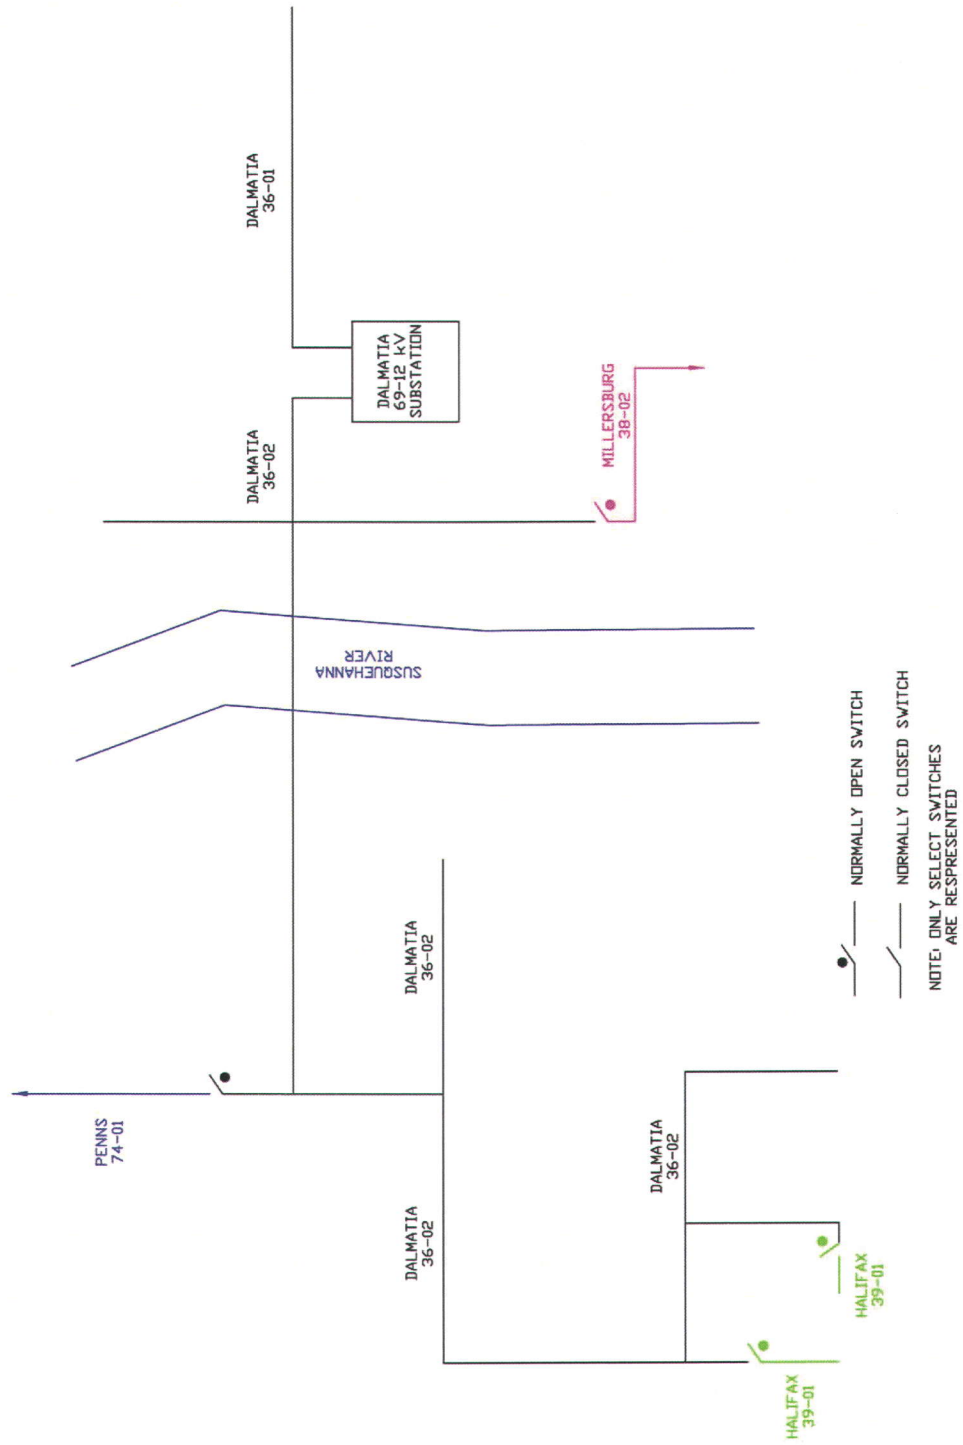 PENNS
74-01
DALMATIA
36-02
DALMATIA
36-02
DALMATIA
36-01
SUSQUEHANNA
RIVER
DALMATIA
69-12 kV
SUBSTATION
DALMATIA
36-02
DALMATIA
36-02
MILLERSBURG
38-02
HALIFAX
39-01
HALIFAX
39-01
NORMALLY OPEN SWITCH
NORMALLY CLOSED SWITCH
NOTE: ONLY SELECT SWITCHES
ARE RESPRESENTED